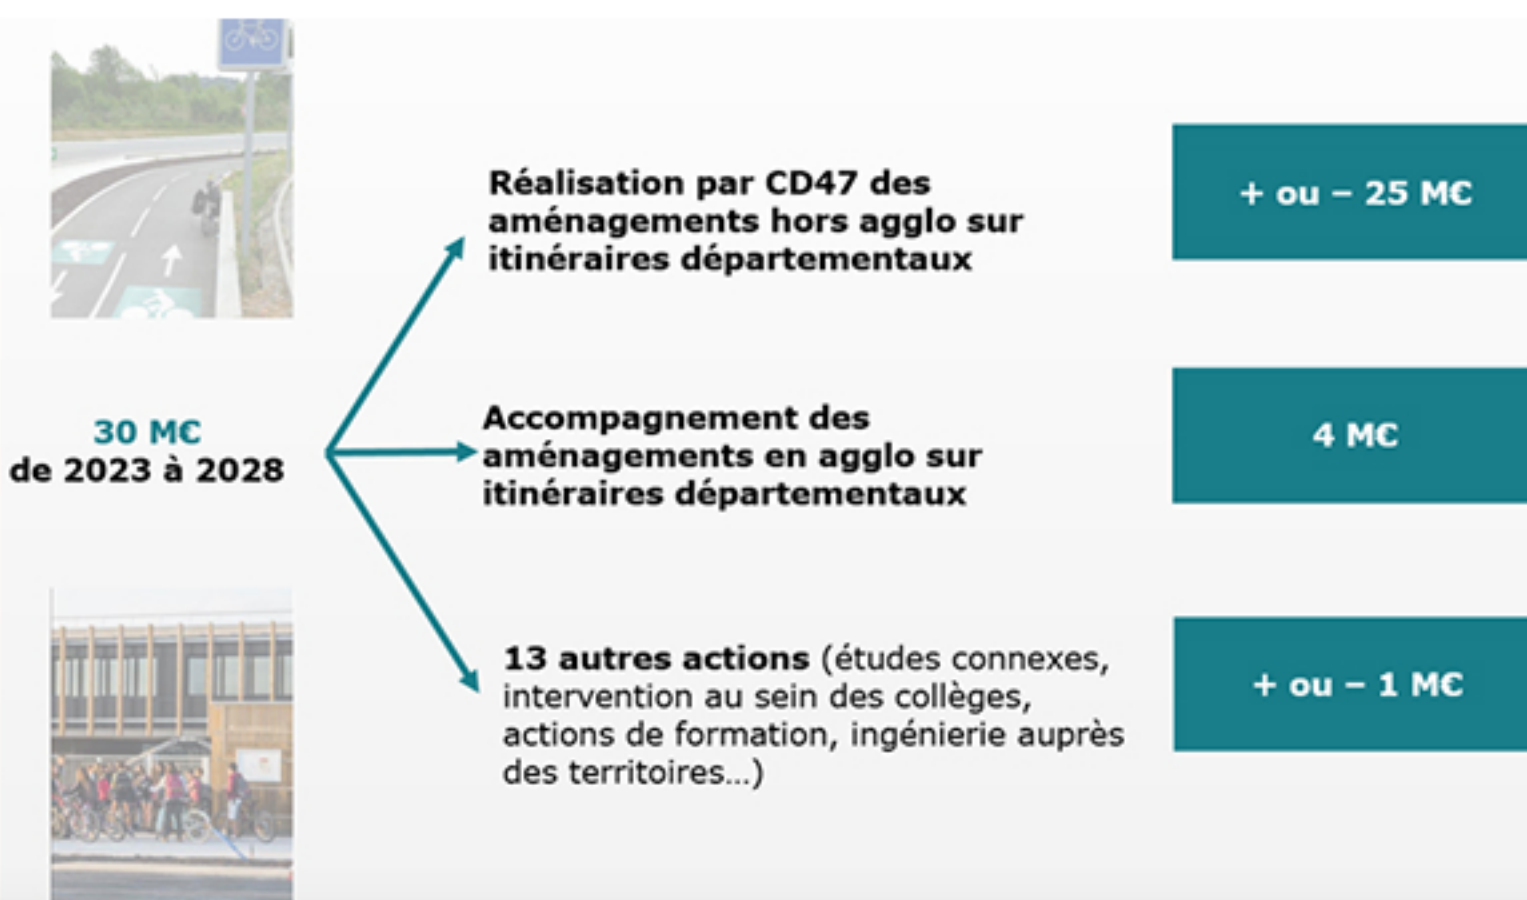 Réalisation par CD47 des
aménagements hors agglo sur
itinéraires départementaux
+ ou – 25 M€
30 M€
de 2023 à 2028
Accompagnement des
aménagements en agglo sur
itinéraires départementaux
4 M€
13 autres actions (études connexes,
intervention au sein des collèges,
actions de formation, ingénierie auprès
des territoires...)
+ ou – 1 M€